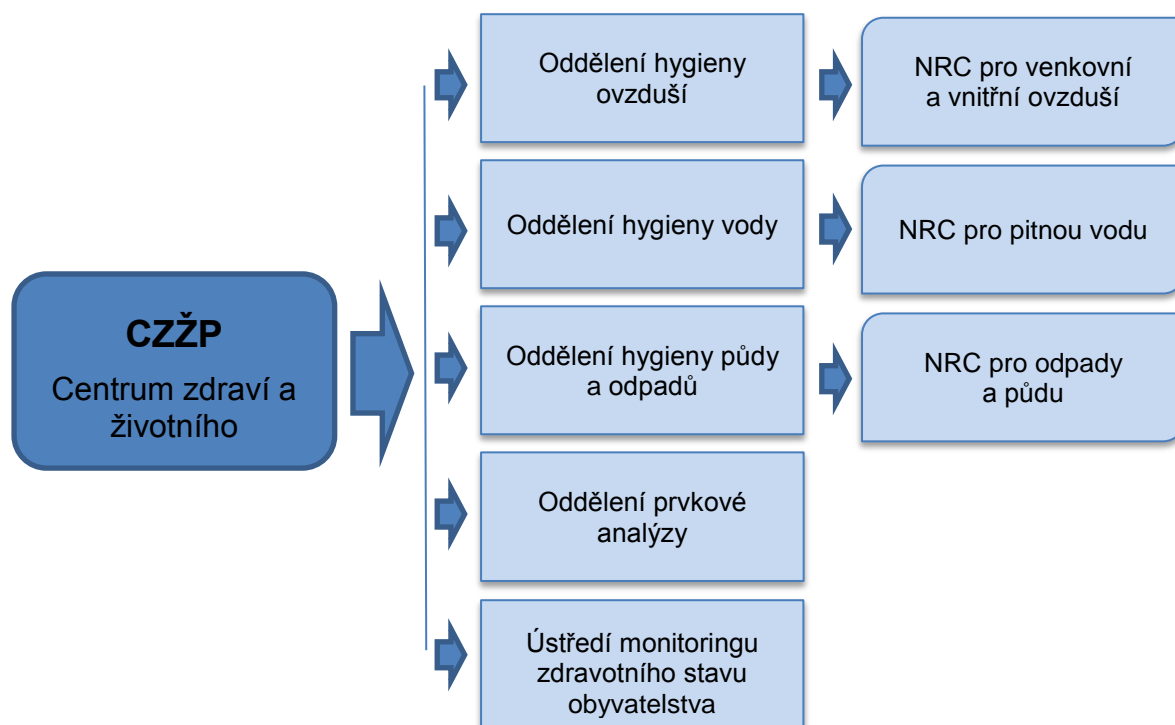 Oddělení hygieny
ovzduší
NRC pro venkovní
a vnitřní ovzduší
Oddělení hygieny vody
NRC pro pitnou vodu
CZŽP
Centrum zdraví a
životního
Oddělení hygieny půdy
a odpadů
NRC pro odpady
a půdu
Oddělení prvkové
analýzy
Ústředí monitoringu
zdravotního stavu
obyvatelstva